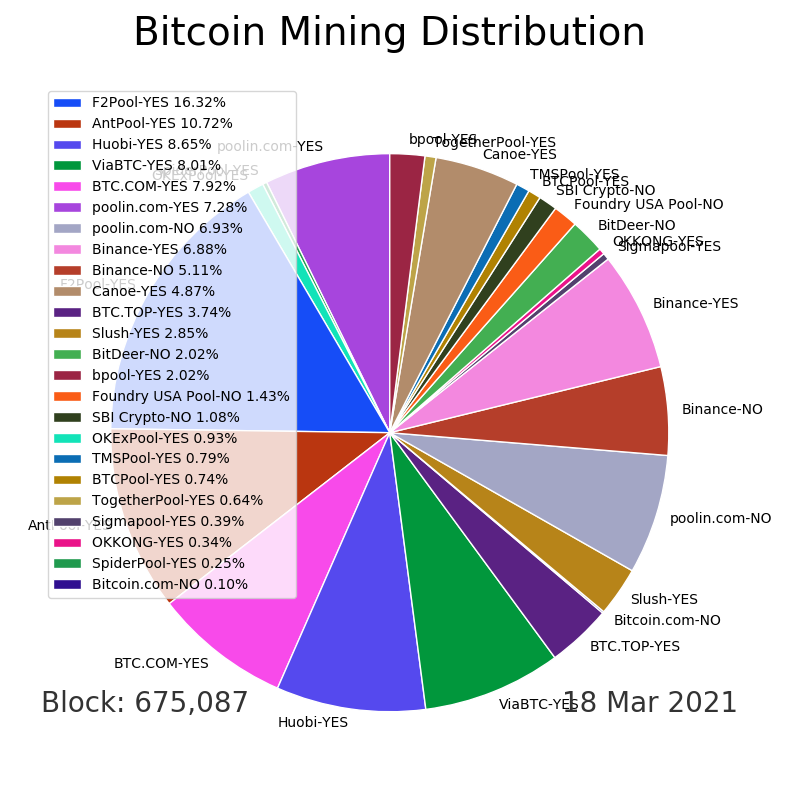 Bitcoin Mining Distribution
F2Pool-YES 16.32%
AntPool-YES 10.72%
Huobi-YES 8.65%
ViaBTC-YES 8.01%
BTC.COM-YES 7.92%
poolin.com-YES 7.28%
poolin.com-NO 6.93%
Binance-YES 6.88%
Binance-NO 5.11%
Canoe-YES 4.87%
BTC.TOP-YES 3.74%
Slush-YES 2.85%
BitDeer-NO 2.02%
bpool-YES 2.02%
Foundry USA Pool-NO 1.43%
SBI Crypto-NO 1.08%
OKExPool-YES 0.93%
TMSPool-YES 0.79%
BTCPool-YES 0.74%
TogetherPool-YES 0.64%
Sigmapool-YES 0.39%
OKKONG-YES 0.34%
SpiderPool-YES 0.25%
Bitcoin.com-NO 0.10%
bpool-YES
TogetherPool-YES
Canoe-YES
TMSPool-YES
BTCPool-YES
SBI Crypto-NO
Foundry USA Pool-NO
BitDeer-NO
OKKONG-YES
Sigmapool-YES
Binance-YES
Binance-NO
poolin.com-NO
Slush-YES
Bitcoin.com-NO
BTC.TOP-YES
ViaBTC-YES
Huobi-YES
BTC.COM-YES
AntPool-YES
F2Pool-YES
OKExPool-YES
SpiderPool-YES
poolin.com-YES
Block: 675,087
18 Mar 2021